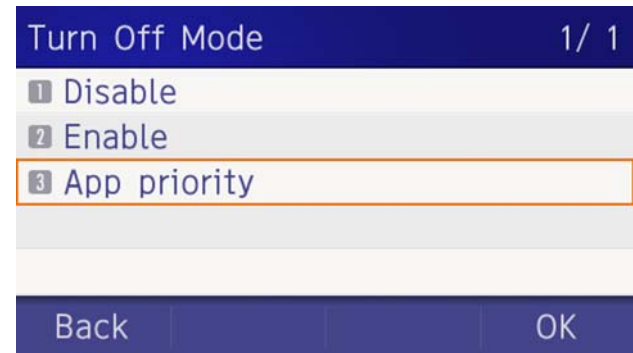 Turn Off Mode 1/ 1
1 Disable
2 Enable
3 App priority
Back OK